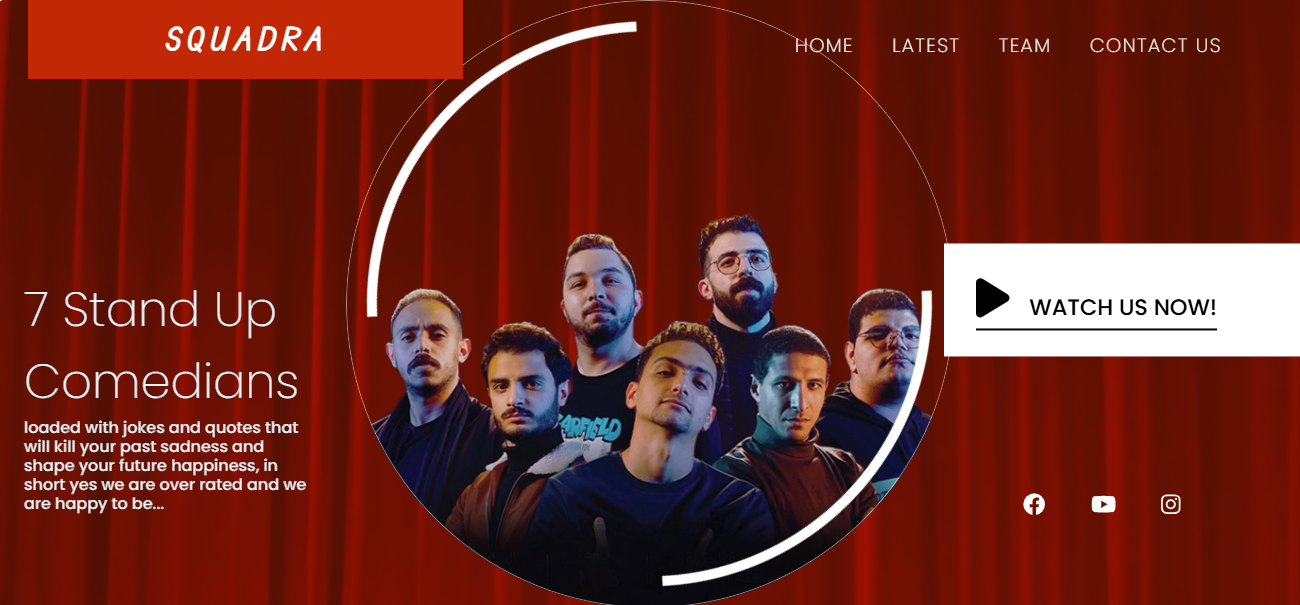 SQUADRA
HOME LATEST TEAM CONTACT US
7 Stand Up
Comedians
loaded with jokes and quotes that
will kill your past sadness and
shape your future happiness, in
short yes we are over rated and we
are happy to be...
GARFIELD
WATCH US NOW!